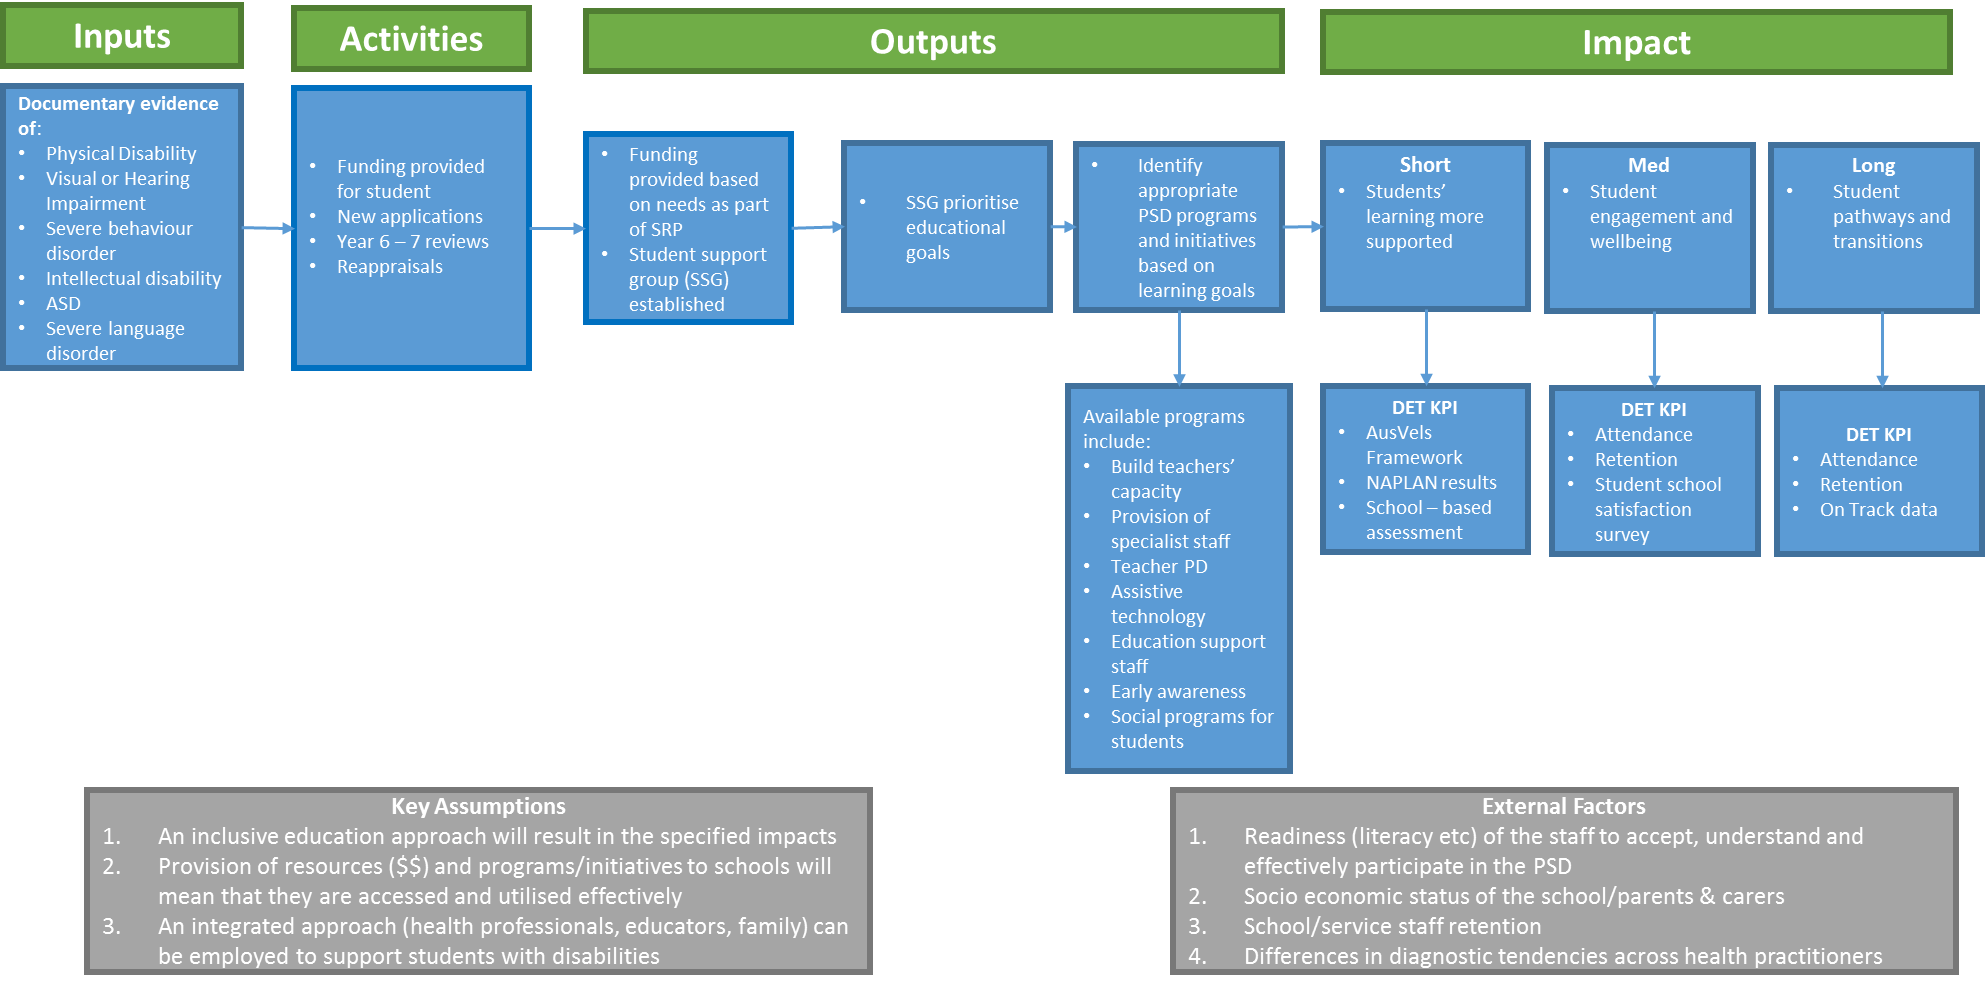 Inputs
Activities
Outputs
Impact
Documentary evidence
of:
• Physical Disability
• Visual or Hearing
Impairment
• Severe behaviour
disorder
• Intellectual disability
• ASD
• Severe language
disorder
• Funding provided
for student
• New applications
• Year 6 – 7 reviews
• Reappraisals
• Funding
provided based
on needs as part
of SRP
• Student support
group (SSG)
established
• SSG prioritise
educational
goals
• Identify
appropriate
PSD programs
and initiatives
based on
learning goals
Short
• Students’
learning more
supported
Med
• Student
engagement and
wellbeing
Long
• Student
pathways and
transitions
Available programs
include:
• Build teachers’
capacity
• Provision of
specialist staff
• Teacher PD
• Assistive
technology
• Education support
staff
• Early awareness
• Social programs for
students
DET KPI
• AusVels
Framework
• NAPLAN results
• School – based
assessment
DET KPI
• Attendance
• Retention
• Student school
satisfaction
survey
DET KPI
• Attendance
• Retention
• On Track data
Key Assumptions
1. An inclusive education approach will result in the specified impacts
2. Provision of resources ($$) and programs/initiatives to schools will
mean that they are accessed and utilised effectively
3. An integrated approach (health professionals, educators, family) can
be employed to support students with disabilities
External Factors
1. Readiness (literacy etc) of the staff to accept, understand and
effectively participate in the PSD
2. Socio economic status of the school/parents & carers
3. School/service staff retention
4. Differences in diagnostic tendencies across health practitioners